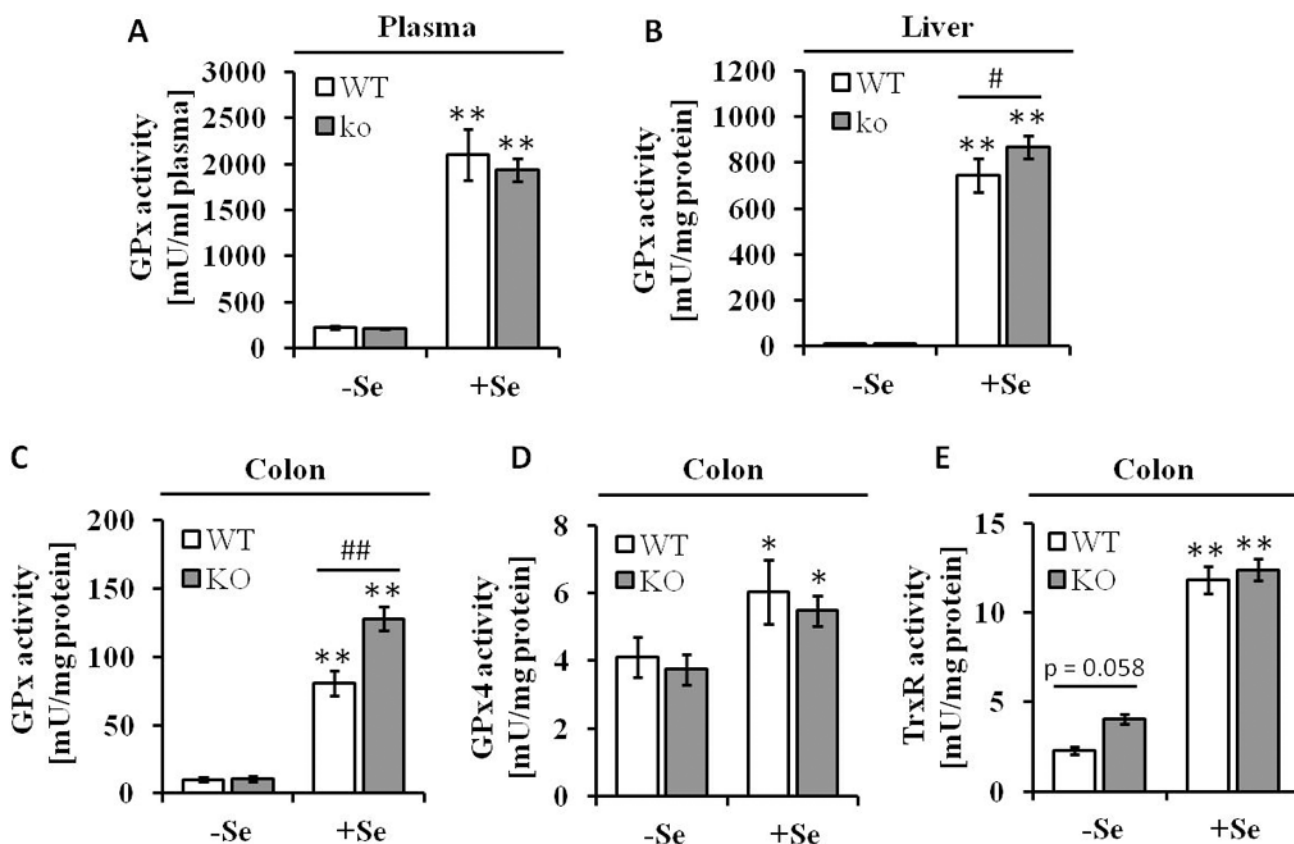 A
Plasma
GPx activity
[mU/ml plasma]
3000
2500
2000
1500
1000
500
0
WT
ko
**
**
-Se
+Se
B
Liver
GPx activity
[mU/mg protein]
1200
1000
800
600
400
200
0
WT
ko
#
**
**
-Se
+Se
C
Colon
GPx activity
[mU/mg protein]
200
150
100
50
0
WT
KO
##
**
**
-Se
+Se
D
Colon
GPx4 activity
[mU/mg protein]
8
6
4
2
0
WT
KO
*
*
-Se
+Se
E
Colon
TrxR activity
[mU/mg protein]
15
10
5
0
WT
KO
**
**
p = 0.058
-Se
+Se